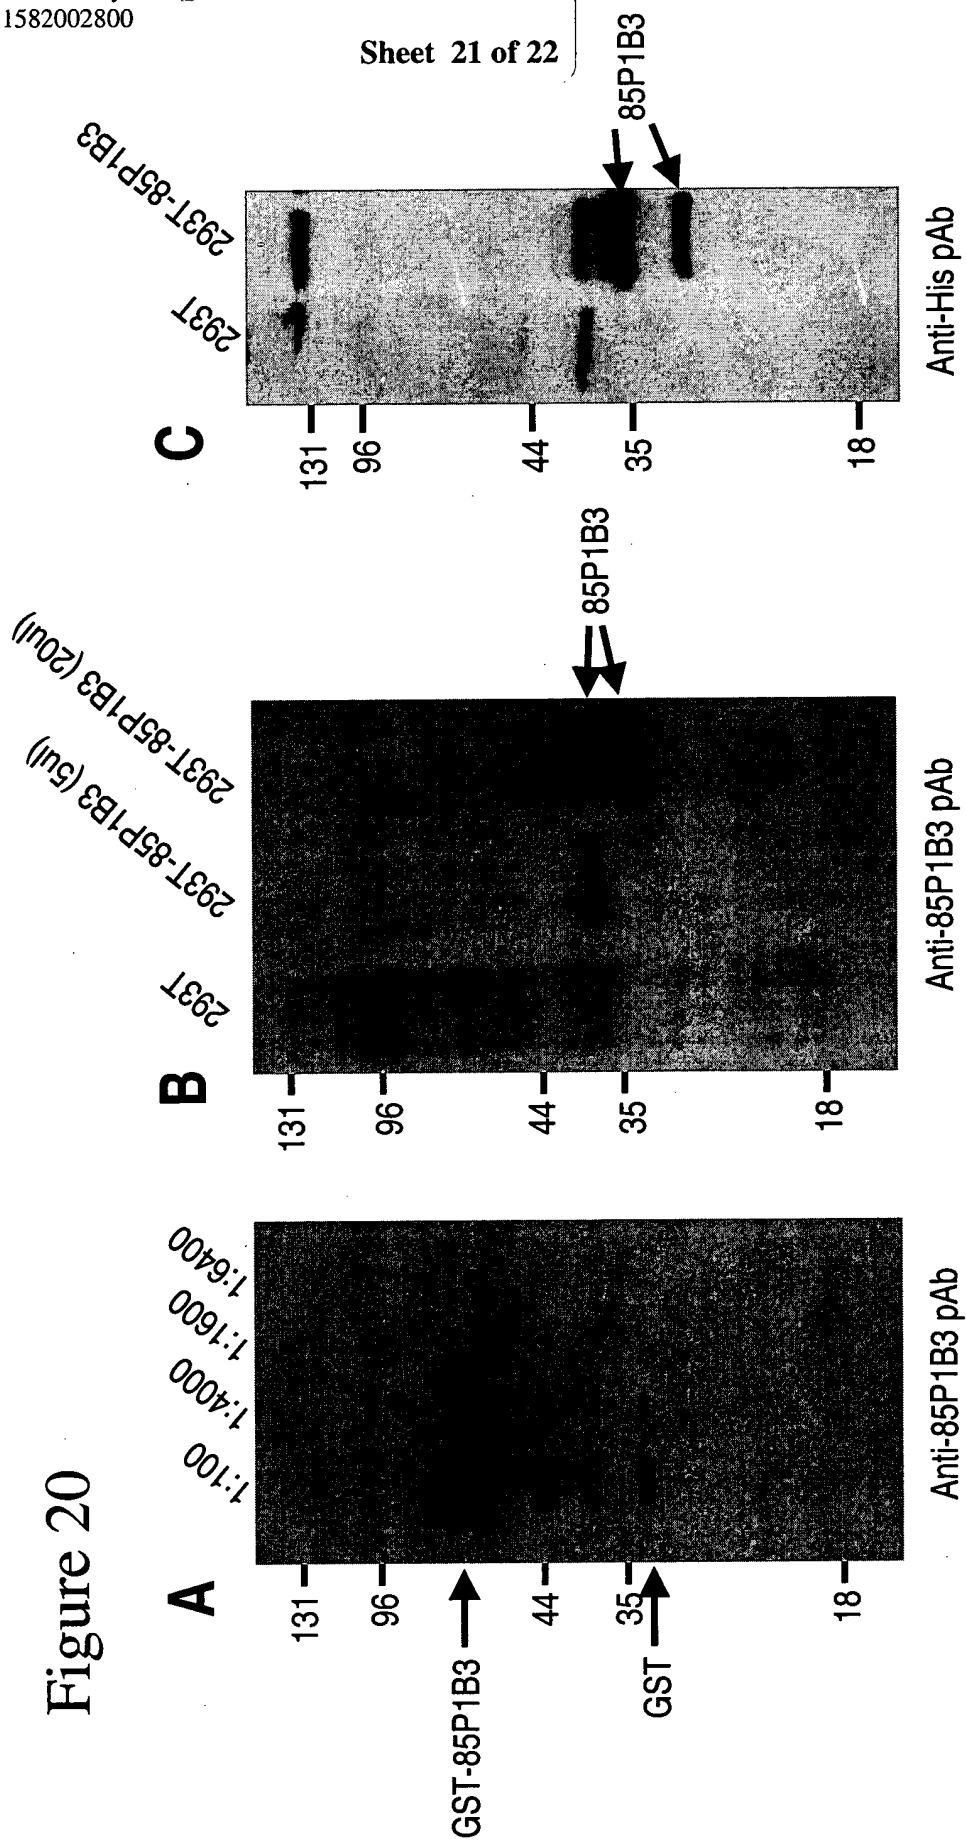 1582002800
Sheet 21 of 22
Figure 20
A
1:100
1:4000
1:1600
1:6400
131
96
GST-85P1B3
44
35
GST
18
Anti-85P1B3 pAb
B
293T
293T-85P1B3 (5ul)
293T-85P1B3 (20ul)
131
96
44
35
18
85P1B3
Anti-85P1B3 pAb
C
293T
293T-85P1B3
131
96
44
35
18
85P1B3
Anti-His pAb